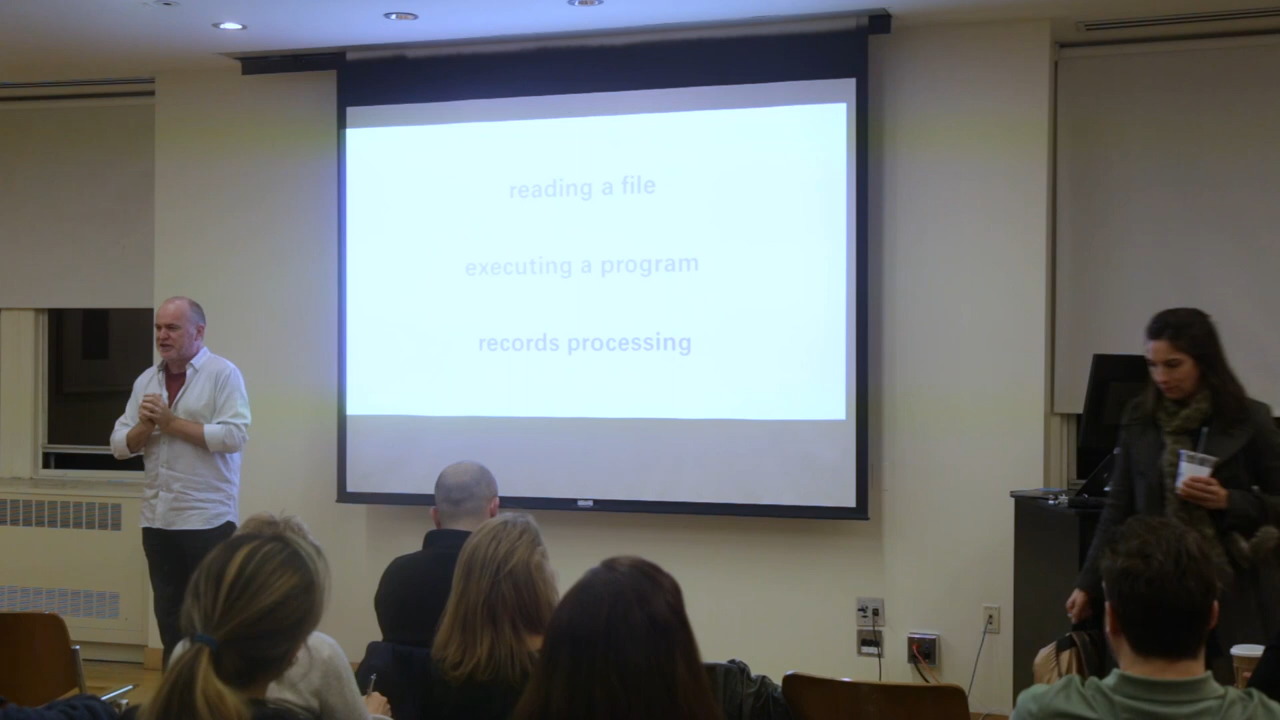 reading a file
executing a program
records processing